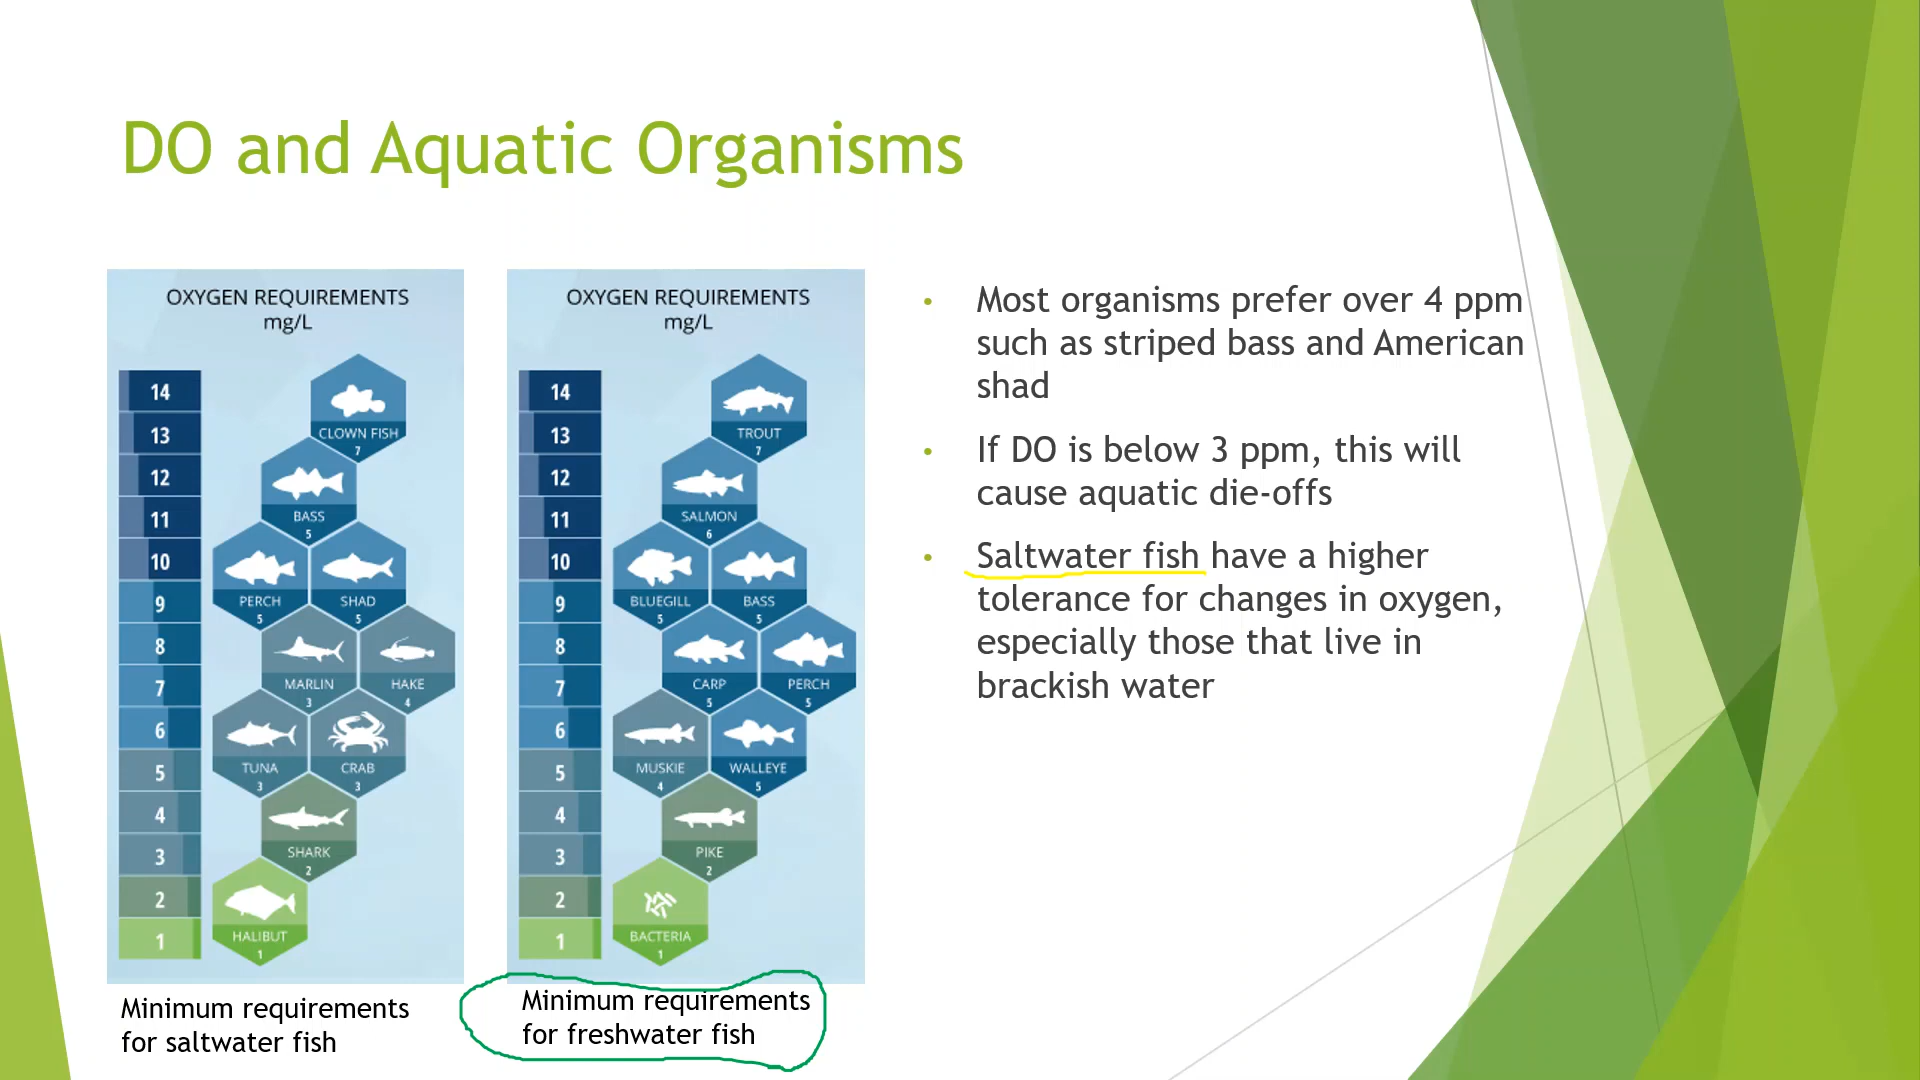 DO and Aquatic Organisms
OXYGEN REQUIREMENTS
mg/L
14
13
12
11
10
9
8
7
6
5
4
3
2
1
CLOWN FISH
7
BASS
5
PERCH
5
SHAD
5
MARLIN
3
HAKE
4
TUNA
3
CRAB
3
SHARK
2
HALIBUT
1
Minimum requirements
for saltwater fish
OXYGEN REQUIREMENTS
mg/L
14
13
12
11
10
9
8
7
6
5
4
3
2
1
TROUT
7
SALMON
6
BLUEGILL
5
BASS
5
CARP
5
PERCH
5
MUSKIE
4
WALLEYE
5
PIKE
2
BACTERIA
1
Minimum requirements
for freshwater fish
• Most organisms prefer over 4 ppm
such as striped bass and American
shad
• If DO is below 3 ppm, this will
cause aquatic die-offs
• Saltwater fish have a higher
tolerance for changes in oxygen,
especially those that live in
brackish water